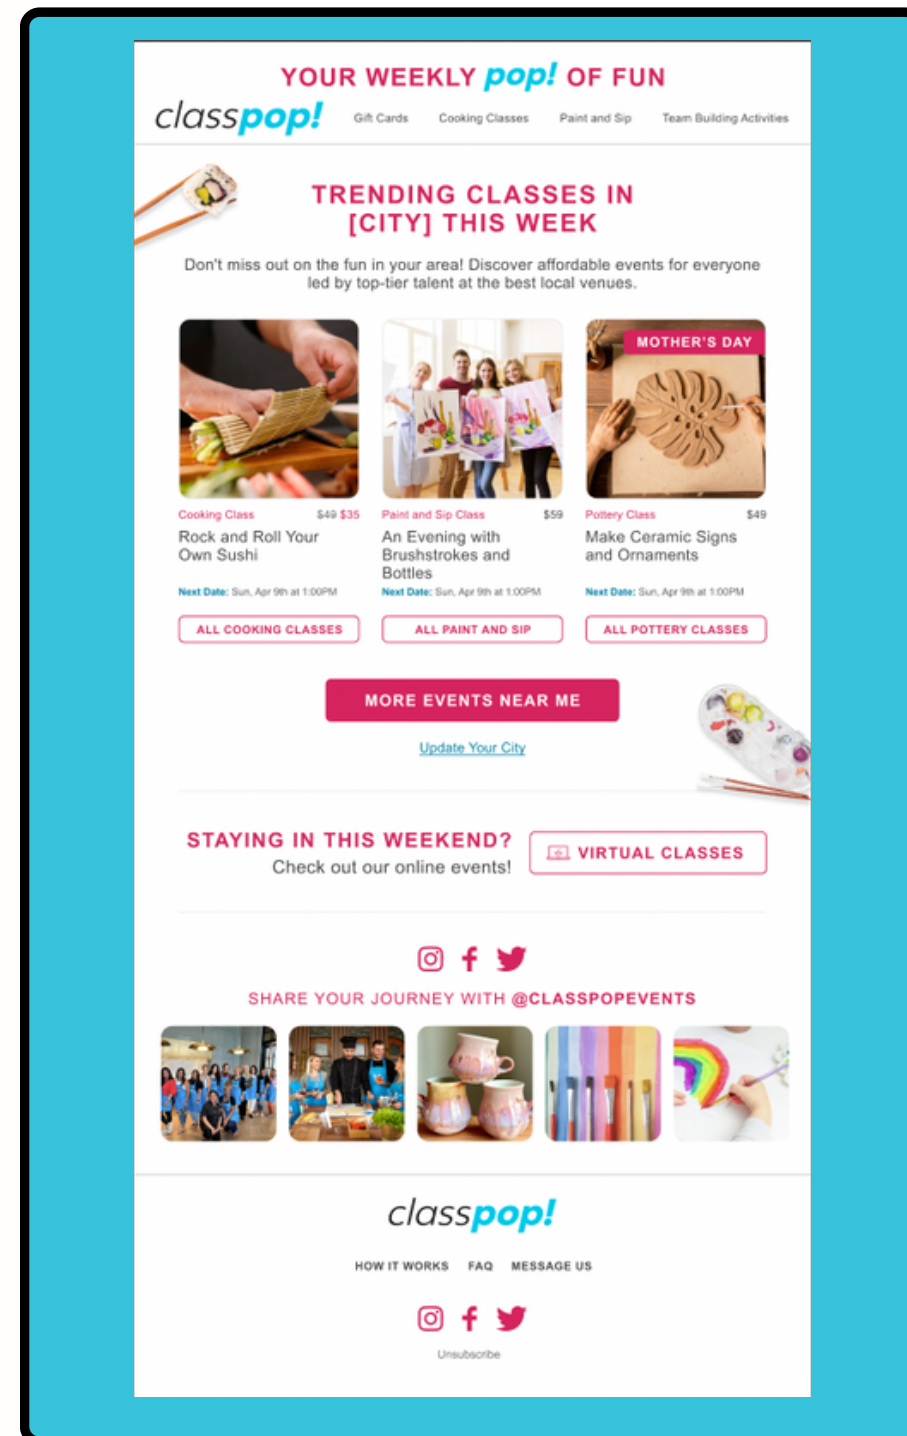 YOUR WEEKLY pop! OF FUN
classpop!
Gift Cards Cooking Classes Paint and Sip Team Building Activities
TRENDING CLASSES IN
[CITY] THIS WEEK
Don't miss out on the fun in your area! Discover affordable events for everyone
led by top-tier talent at the best local venues.
MOTHER'S DAY
Cooking Class $49 $35
Rock and Roll Your
Own Sushi
Next Date: Sun, Apr 9th at 1:00PM
ALL COOKING CLASSES
Paint and Sip Class $59
An Evening with
Brushstrokes and
Bottles
Next Date: Sun, Apr 9th at 1:00PM
ALL PAINT AND SIP
Pottery Class $49
Make Ceramic Signs
and Ornaments
Next Date: Sun, Apr 9th at 1:00PM
ALL POTTERY CLASSES
MORE EVENTS NEAR ME
Update Your City
STAYING IN THIS WEEKEND?
Check out our online events!
VIRTUAL CLASSES
SHARE YOUR JOURNEY WITH @CLASSPOPEVENTS
classpop!
HOW IT WORKS FAQ MESSAGE US
Unsubscribe